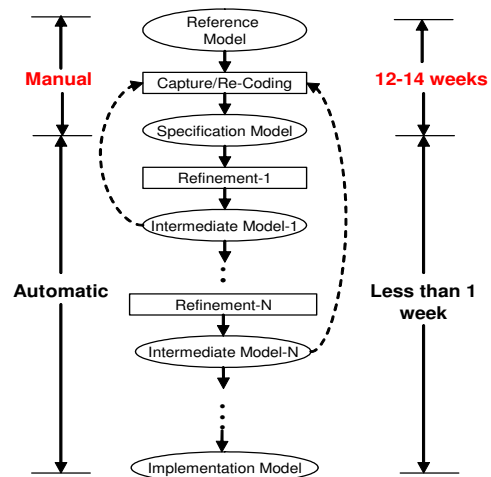 Reference
Model
Manual
Capture/Re-Coding
12-14 weeks
Specification Model
Refinement-1
Intermediate Model-1
Automatic
Refinement-N
Less than 1
week
Intermediate Model-N
Implementation Model